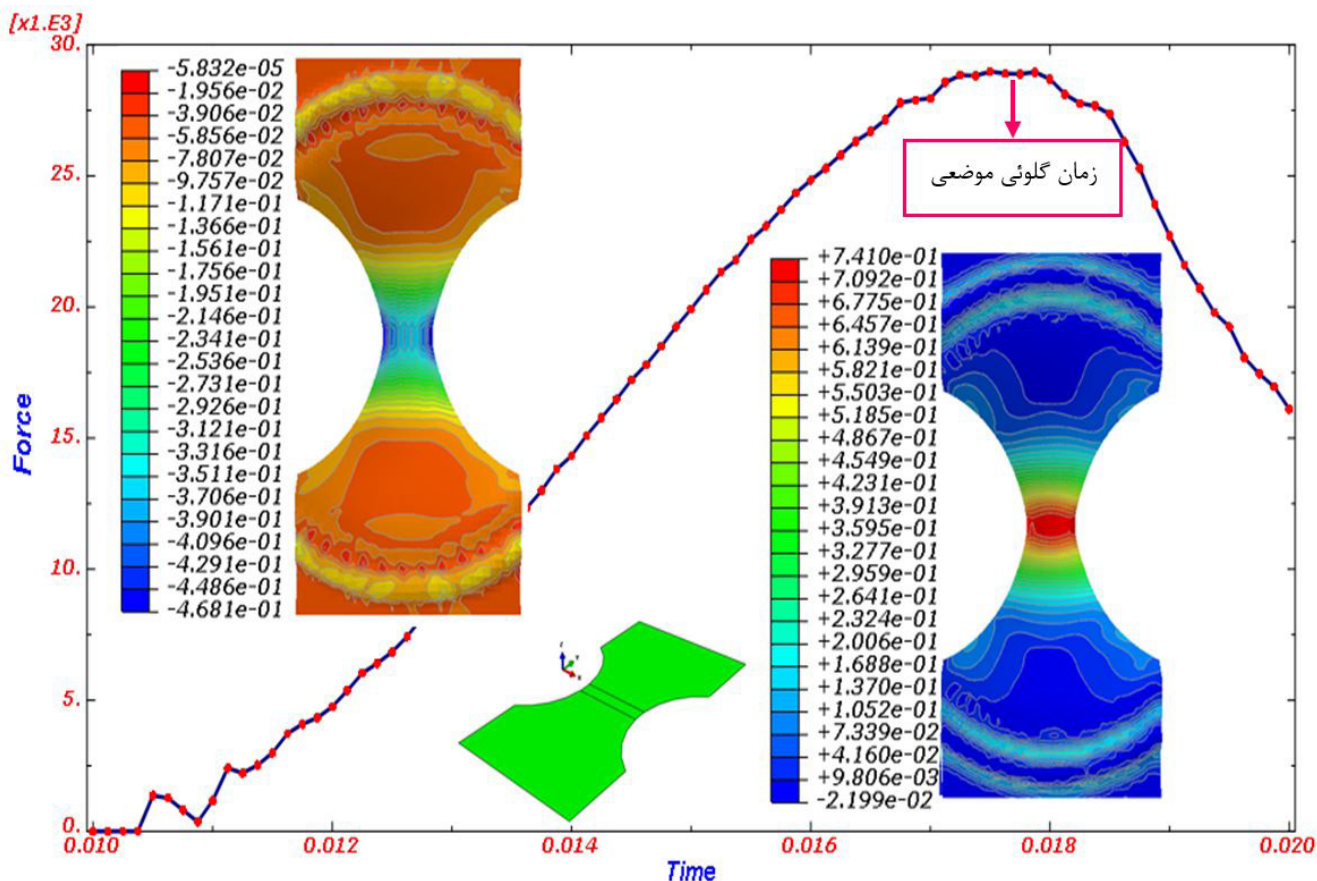 [x1.E3]
30.
25.
20.
15.
10.
5.
0.
Force
-5.832e-05
-1.956e-02
-3.906e-02
-5.856e-02
-7.807e-02
-9.757e-02
-1.171e-01
-1.366e-01
-1.561e-01
-1.756e-01
-1.951e-01
-2.146e-01
-2.341e-01
-2.536e-01
-2.731e-01
-2.926e-01
-3.121e-01
-3.316e-01
-3.511e-01
-3.706e-01
-3.901e-01
-4.096e-01
-4.291e-01
-4.486e-01
-4.681e-01
زمان گلوئی موضعی
+7.410e-01
+7.092e-01
+6.775e-01
+6.457e-01
+6.139e-01
+5.821e-01
+5.503e-01
+5.185e-01
+4.867e-01
+4.549e-01
+4.231e-01
+3.913e-01
+3.595e-01
+3.277e-01
+2.959e-01
+2.641e-01
+2.324e-01
+2.006e-01
+1.688e-01
+1.370e-01
+1.052e-01
+7.339e-02
+4.160e-02
+9.806e-03
-2.199e-02
0.010
0.012
0.014
0.016
0.018
0.020
Time